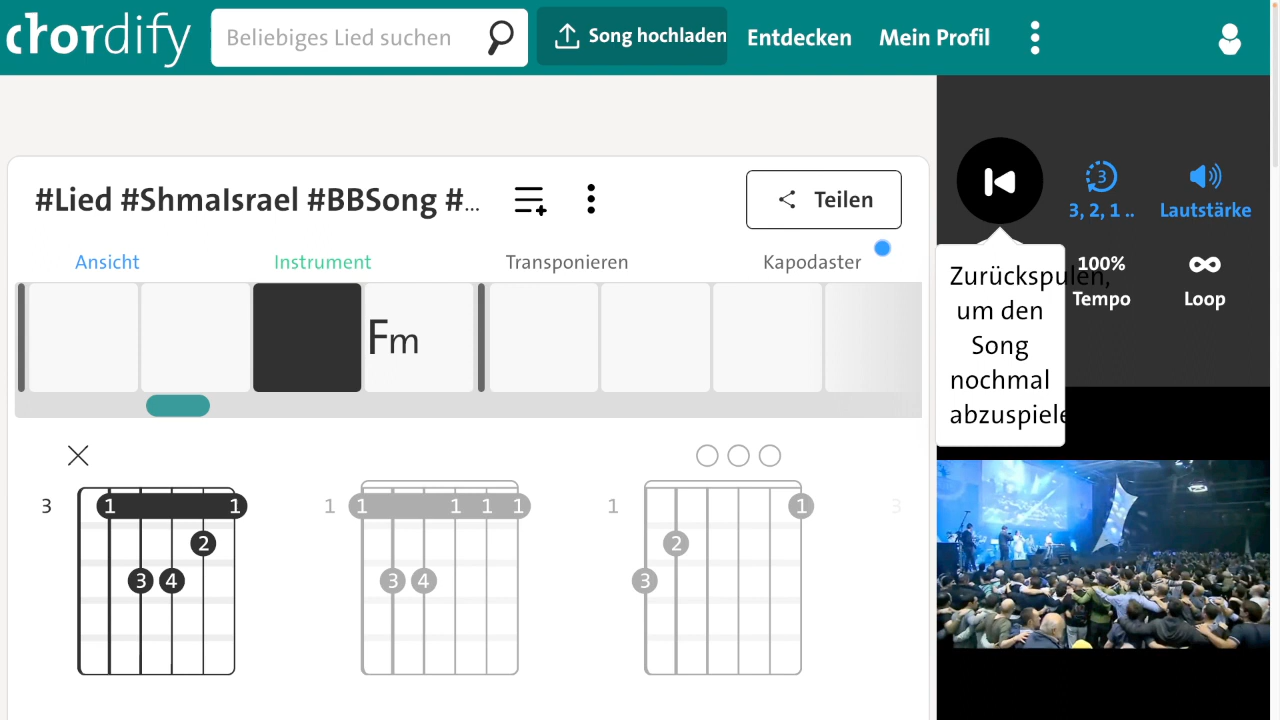 chordify
Beliebiges Lied suchen
Song hochladen
Entdecken
Mein Profil
#Lied #ShmaIsrael #BBSong #...
Teilen
3
3, 2, 1 ..
Lautstärke
Ansicht
Instrument
Transponieren
Kapodaster
100%
Tempo
Loop
Zurückspulen,
um den
Song
nochmal
abzuspiele
Fm
3
1
1
2
3
4
1
1
1
1
1
3
4
1
1
2
3
3